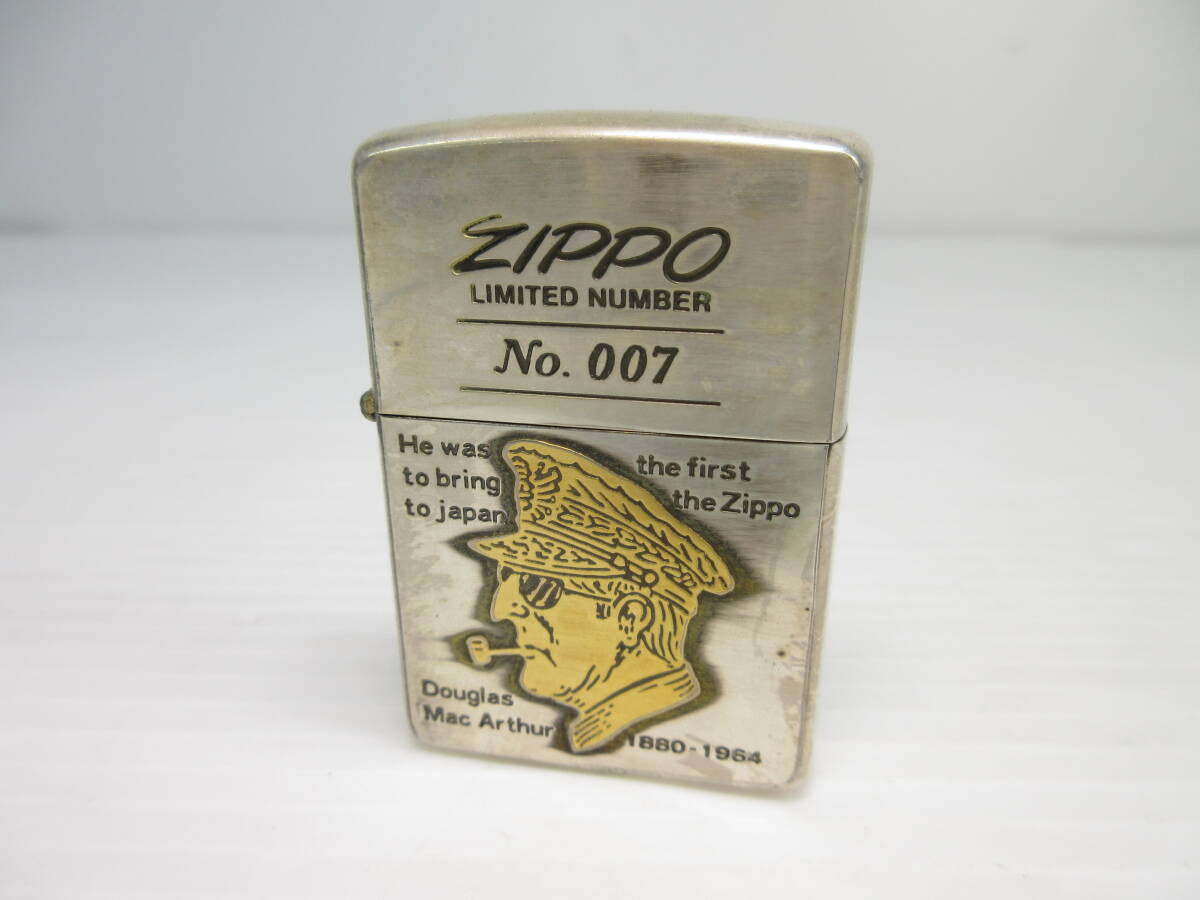 ZIPPO
LIMITED NUMBER
No. 007
He was the first
to bring the Zippo
to japan
Douglas
Mac Arthur
1880-1964